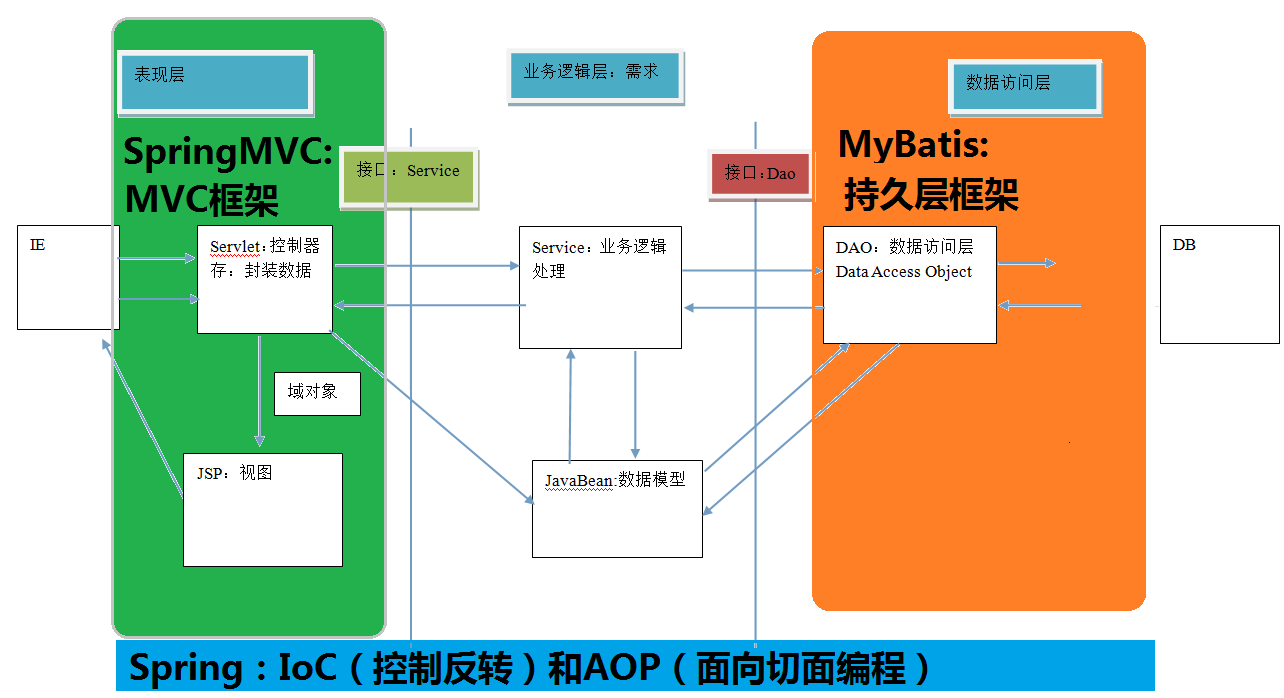 表现层
业务逻辑层：需求
数据访问层
SpringMVC:
MVC框架
接口：Service
接口：Dao
MyBatis:
持久层框架
IE
Servlet：控制器
存：封装数据
Service：业务逻辑
处理
DAO：数据访问层
Data Access Object
DB
域对象
JSP：视图
JavaBean:数据模型
Spring：IoC（控制反转）和AOP（面向切面编程）